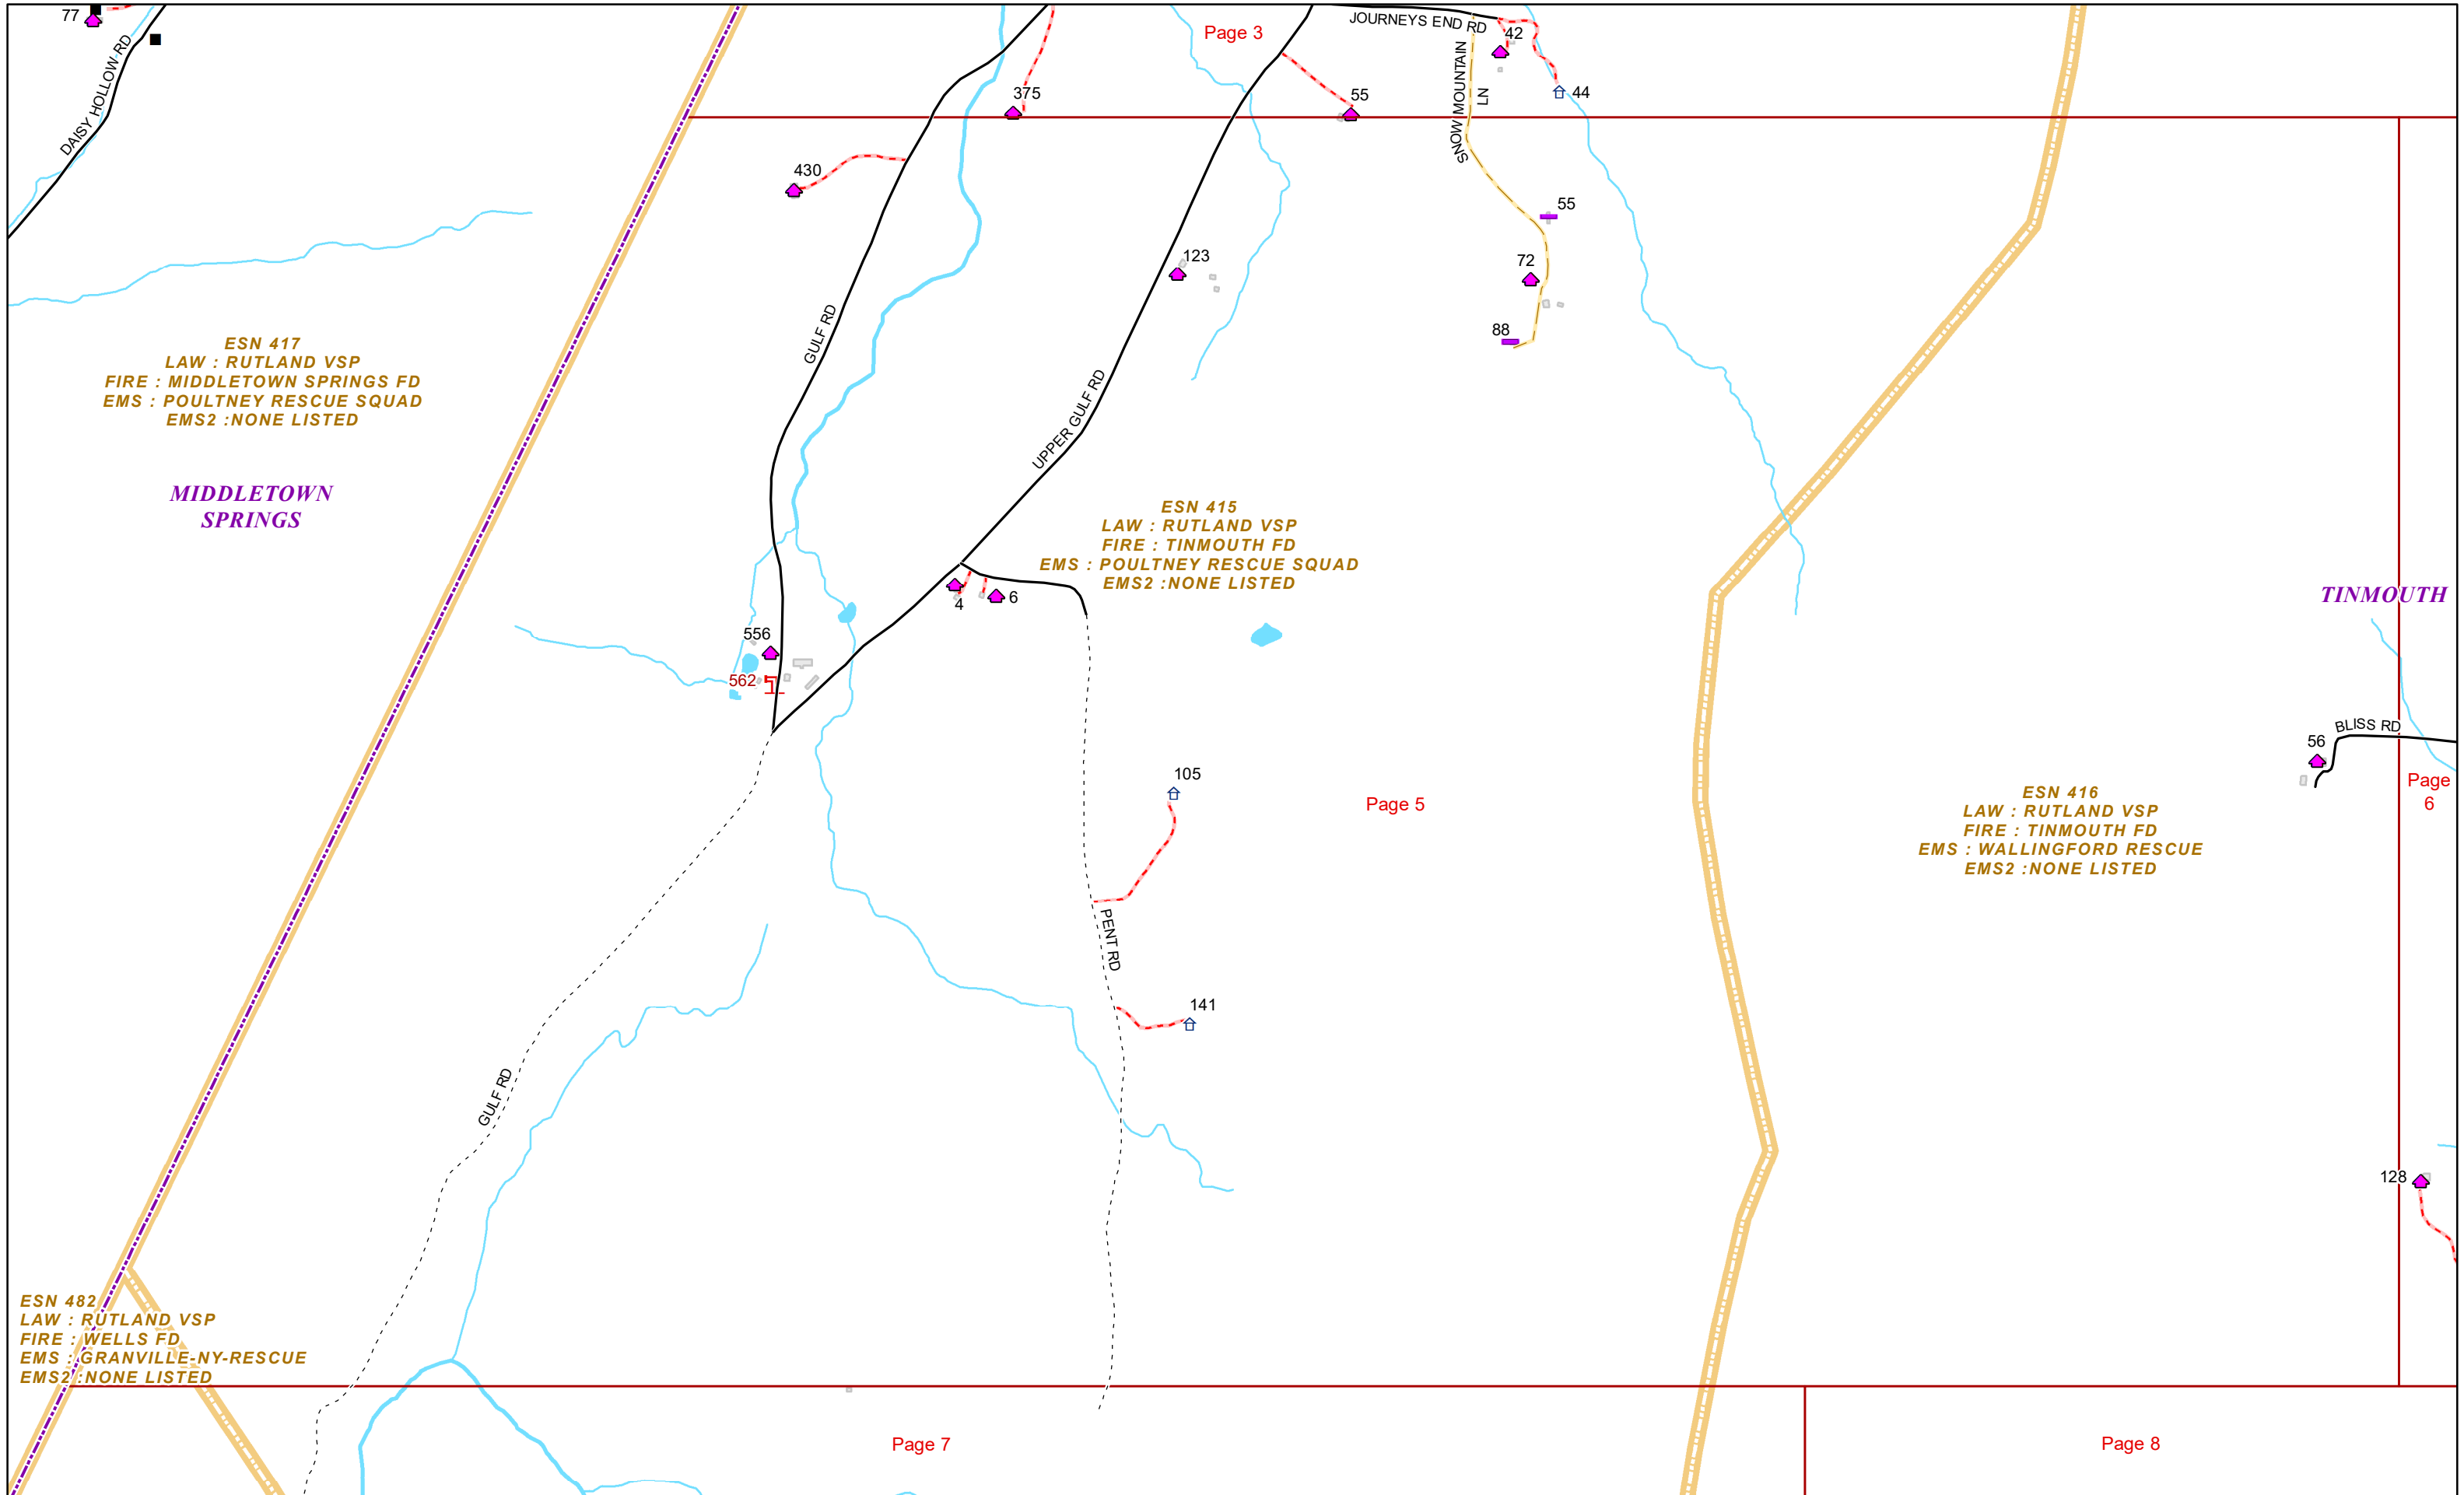 77
DAISY HOLLOW RD
Page 3
JOURNEYS END RD
42
44
SNOW MOUNTAIN
LN
375
55
430
55
123
72
88
GULF RD
UPPER GULF RD
ESN 417
LAW : RUTLAND VSP
FIRE : MIDDLETOWN SPRINGS FD
EMS : POULTNEY RESCUE SQUAD
EMS2 :NONE LISTED
MIDDLETOWN
SPRINGS
ESN 415
LAW : RUTLAND VSP
FIRE : TINMOUTH FD
EMS : POULTNEY RESCUE SQUAD
EMS2 :NONE LISTED
4
6
TINMOUTH
556
562
BLISS RD
56
105
Page 5
Page
6
ESN 416
LAW : RUTLAND VSP
FIRE : TINMOUTH FD
EMS : WALLINGFORD RESCUE
EMS2 :NONE LISTED
PENT RD
141
GULF RD
128
ESN 482
LAW : RUTLAND VSP
FIRE : WELLS FD
EMS : GRANVILLE-NY-RESCUE
EMS2 :NONE LISTED
Page 7
Page 8